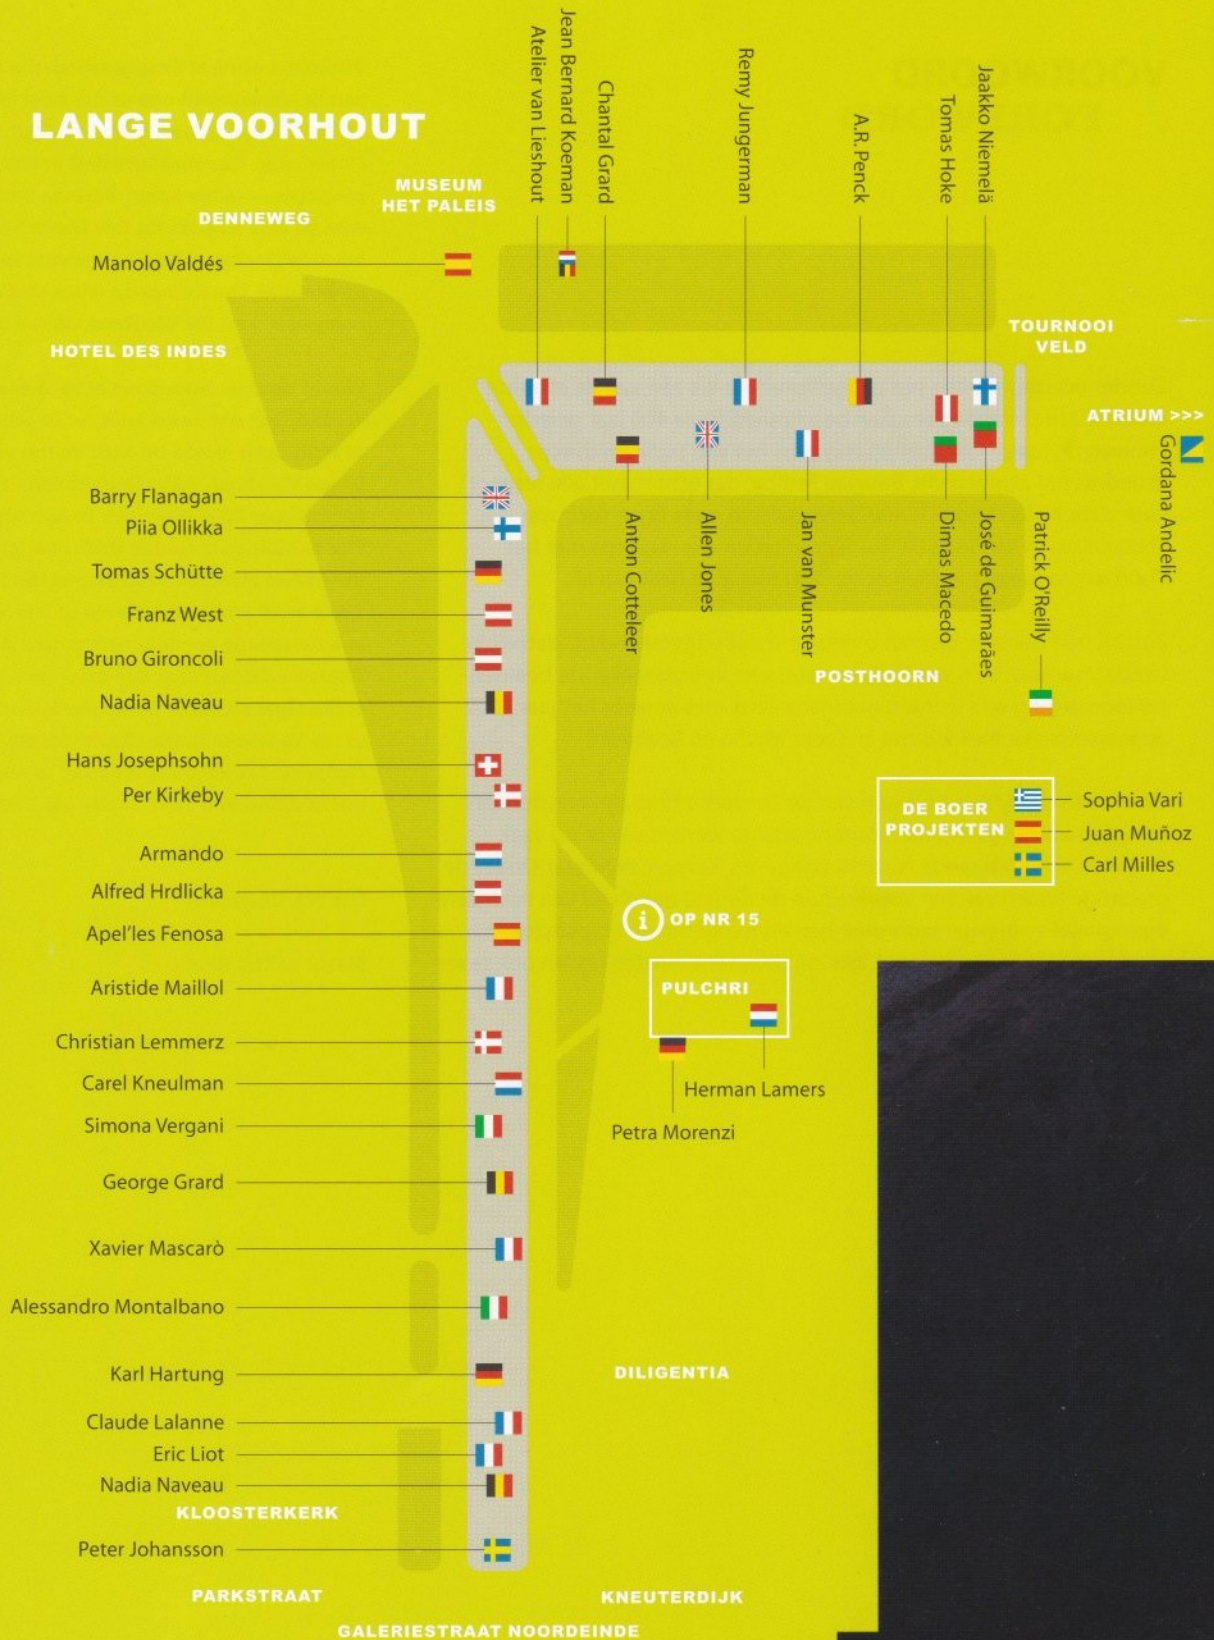 LANGE VOORHOUT
Atelier van Lieshout
Jean Bernard Koeman
Chantal Grard
Remy Jungerman
A.R. Penck
Tomas Hoke
Jaakko Niemelä
MUSEUM
HET PALEIS
DENNEWEG
Manolo Valdés
HOTEL DES INDES
TOURNOOI
VELD
ATRIUM >>>
Gordana Andelic
Barry Flanagan
Piia Ollikka
Tomas Schütte
Franz West
Bruno Gironcoli
Nadia Naveau
Hans Josephsohn
Per Kirkeby
Armando
Alfred Hrdlicka
Apel'les Fenosa
Aristide Maillol
Christian Lemmerz
Carel Kneulman
Simona Vergani
George Grard
Xavier Mascarò
Alessandro Montalbano
Karl Hartung
Claude Lalanne
Eric Liot
Nadia Naveau
KLOOSTERKERK
Peter Johansson
Anton Cotteleer
Allen Jones
Jan van Munster
Dimas Macedo
José de Guimarães
Patrick O'Reilly
POSTHOORN
DE BOER
PROJEKTEN
Sophia Vari
Juan Muñoz
Carl Milles
i OP NR 15
PULCHRI
Herman Lamers
Petra Morenzi
DILIGENTIA
PARKSTRAAT
KNEUTERDIJK
GALERIESTRAAT NOORDEINDE